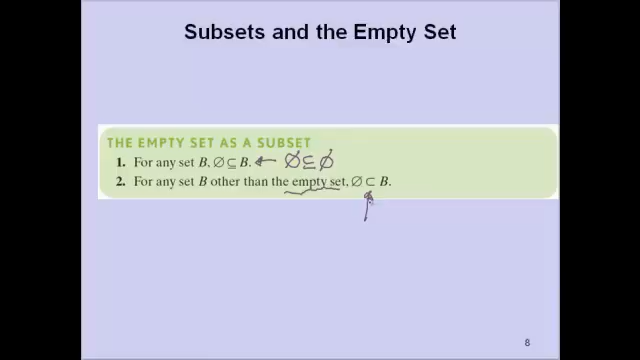 Subsets and the Empty Set
THE EMPTY SET AS A SUBSET
1. For any set B, ∅ ⊆ B. ← ∅ ⊆ ∅
2. For any set B other than the empty set, ∅ ⊂ B.
8